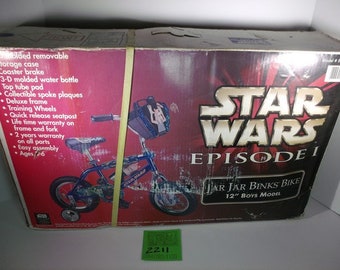 molded removable
storage case
Coaster brake
3-D molded water bottle
Top tube pad
• Collectible spoke plaques
• Deluxe frame
• Training Wheels
• Quick release seatpost
• Life time warranty on
frame and fork
• 2 years warranty
on all parts
• Easy assembly
• Ages
STAR
WARS
EPISODE I
JAR JAR BINKS BIKE
12" BOYS MODEL
2211